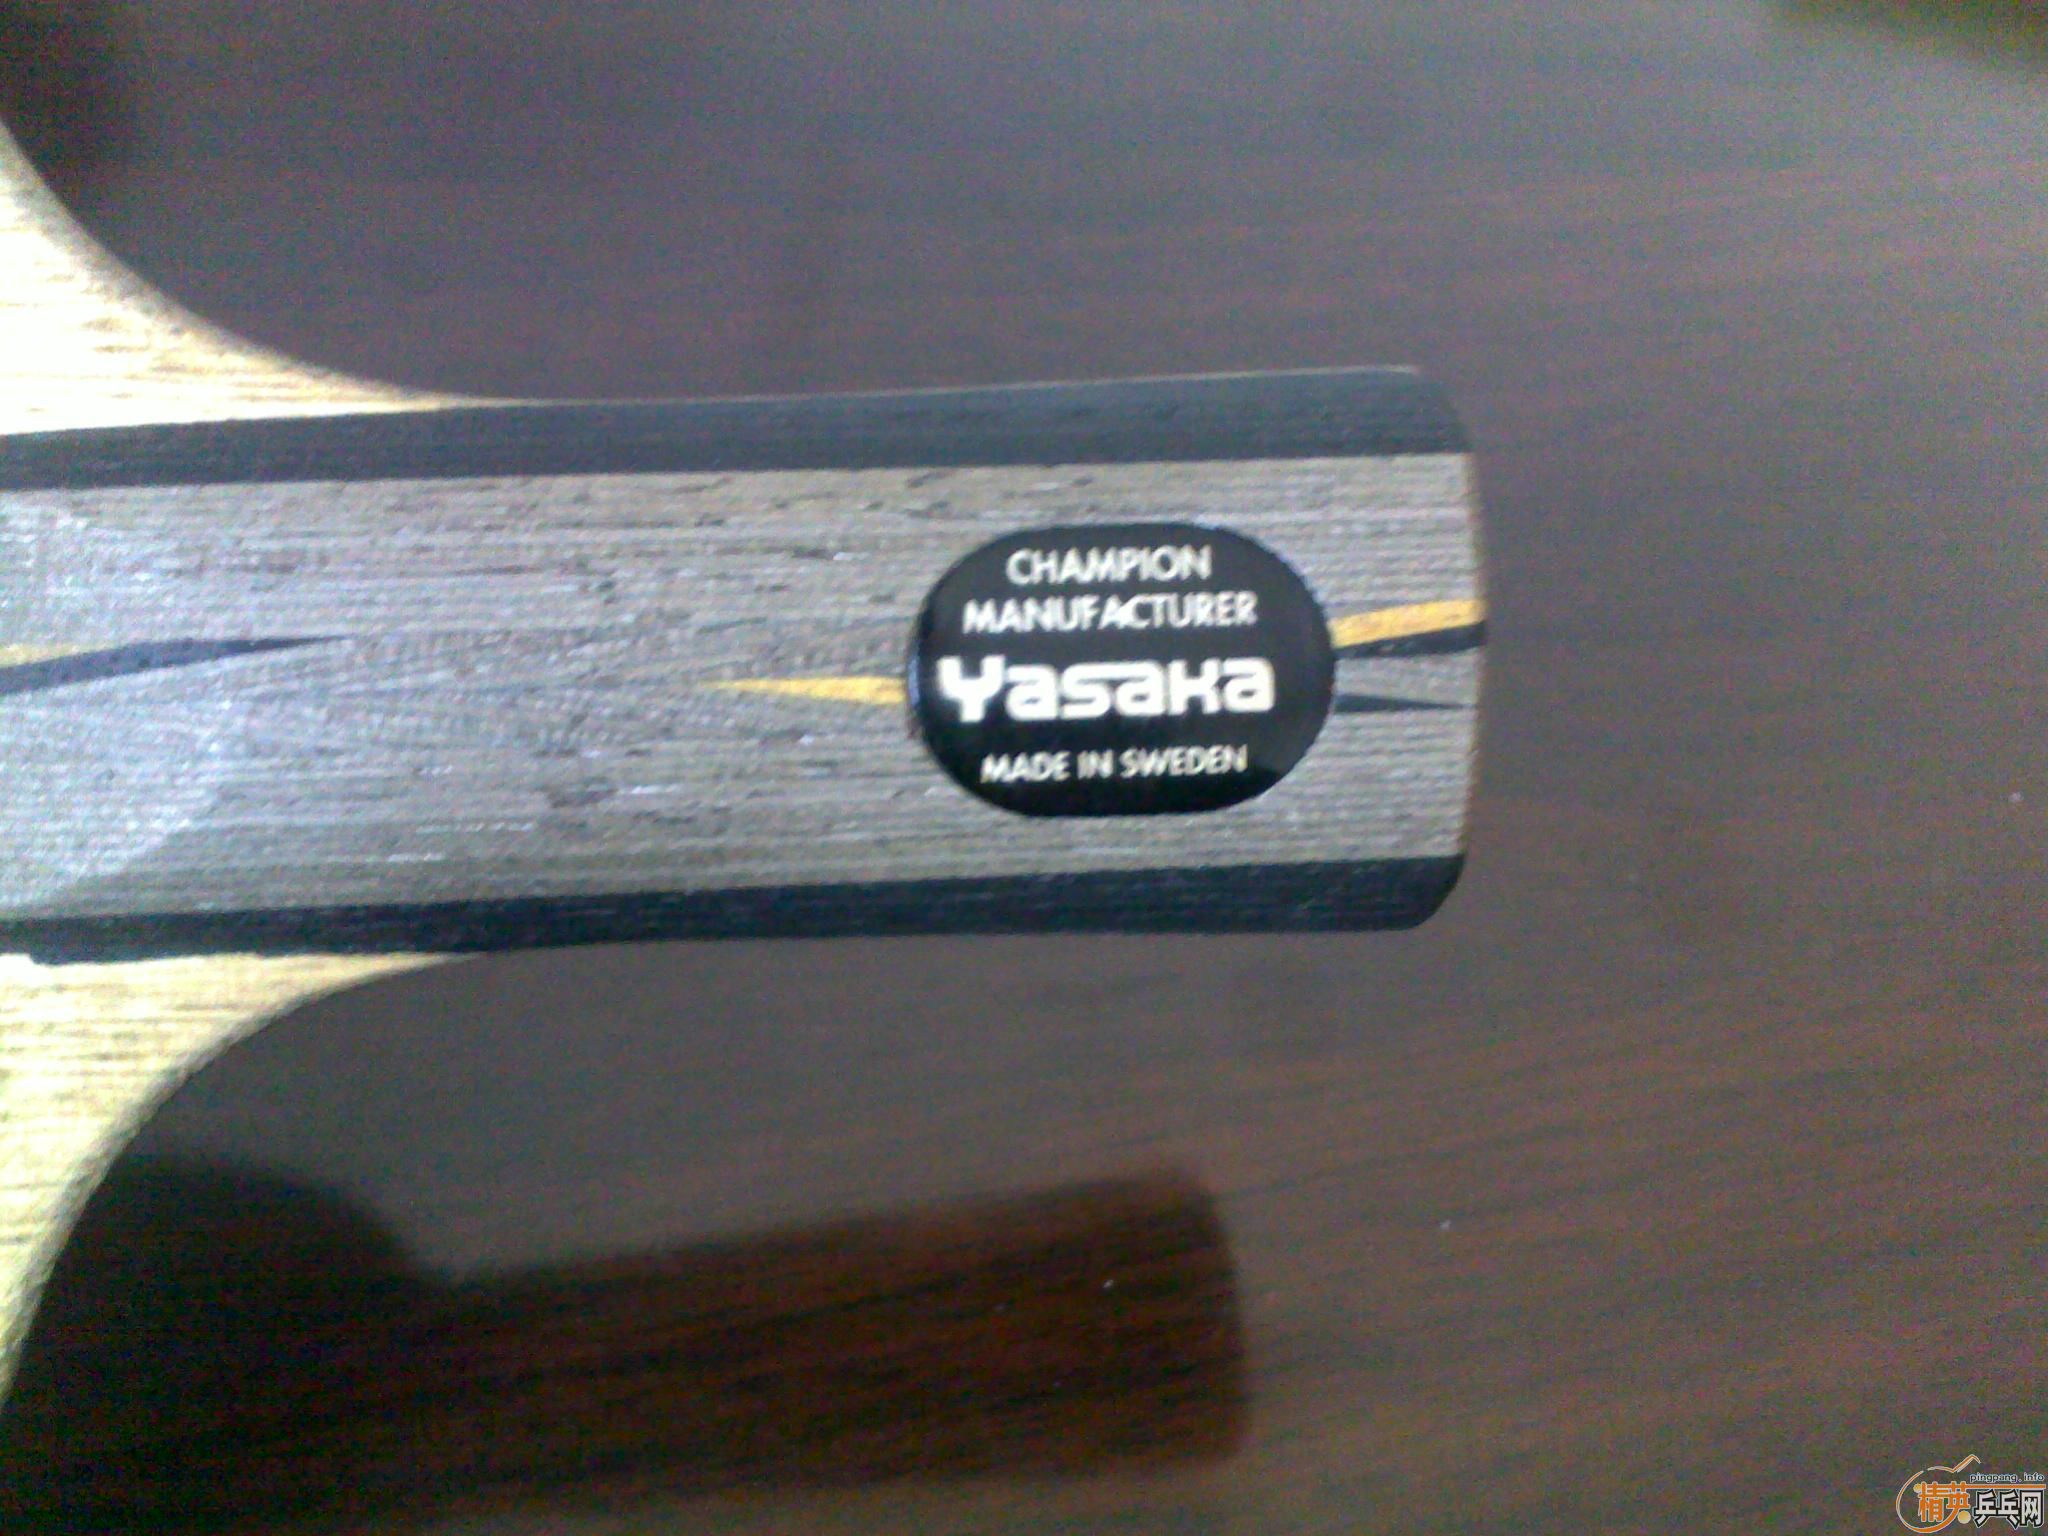 CHAMPION
MANUFACTURER
Yasaka
MADE IN SWEDEN
pingpang.info
精英乒乓网